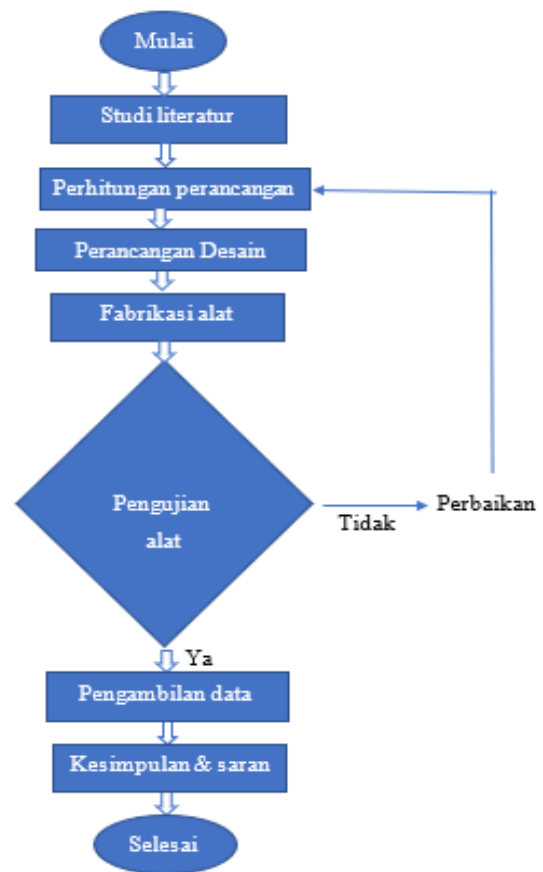 Mulai
Studi literatur
Perhitungan perancangan
Perancangan Desain
Fabrikasi alat
Pengujian
alat
Tidak
Perbaikan
Ya
Pengambilan data
Kesimpulan & saran
Selesai